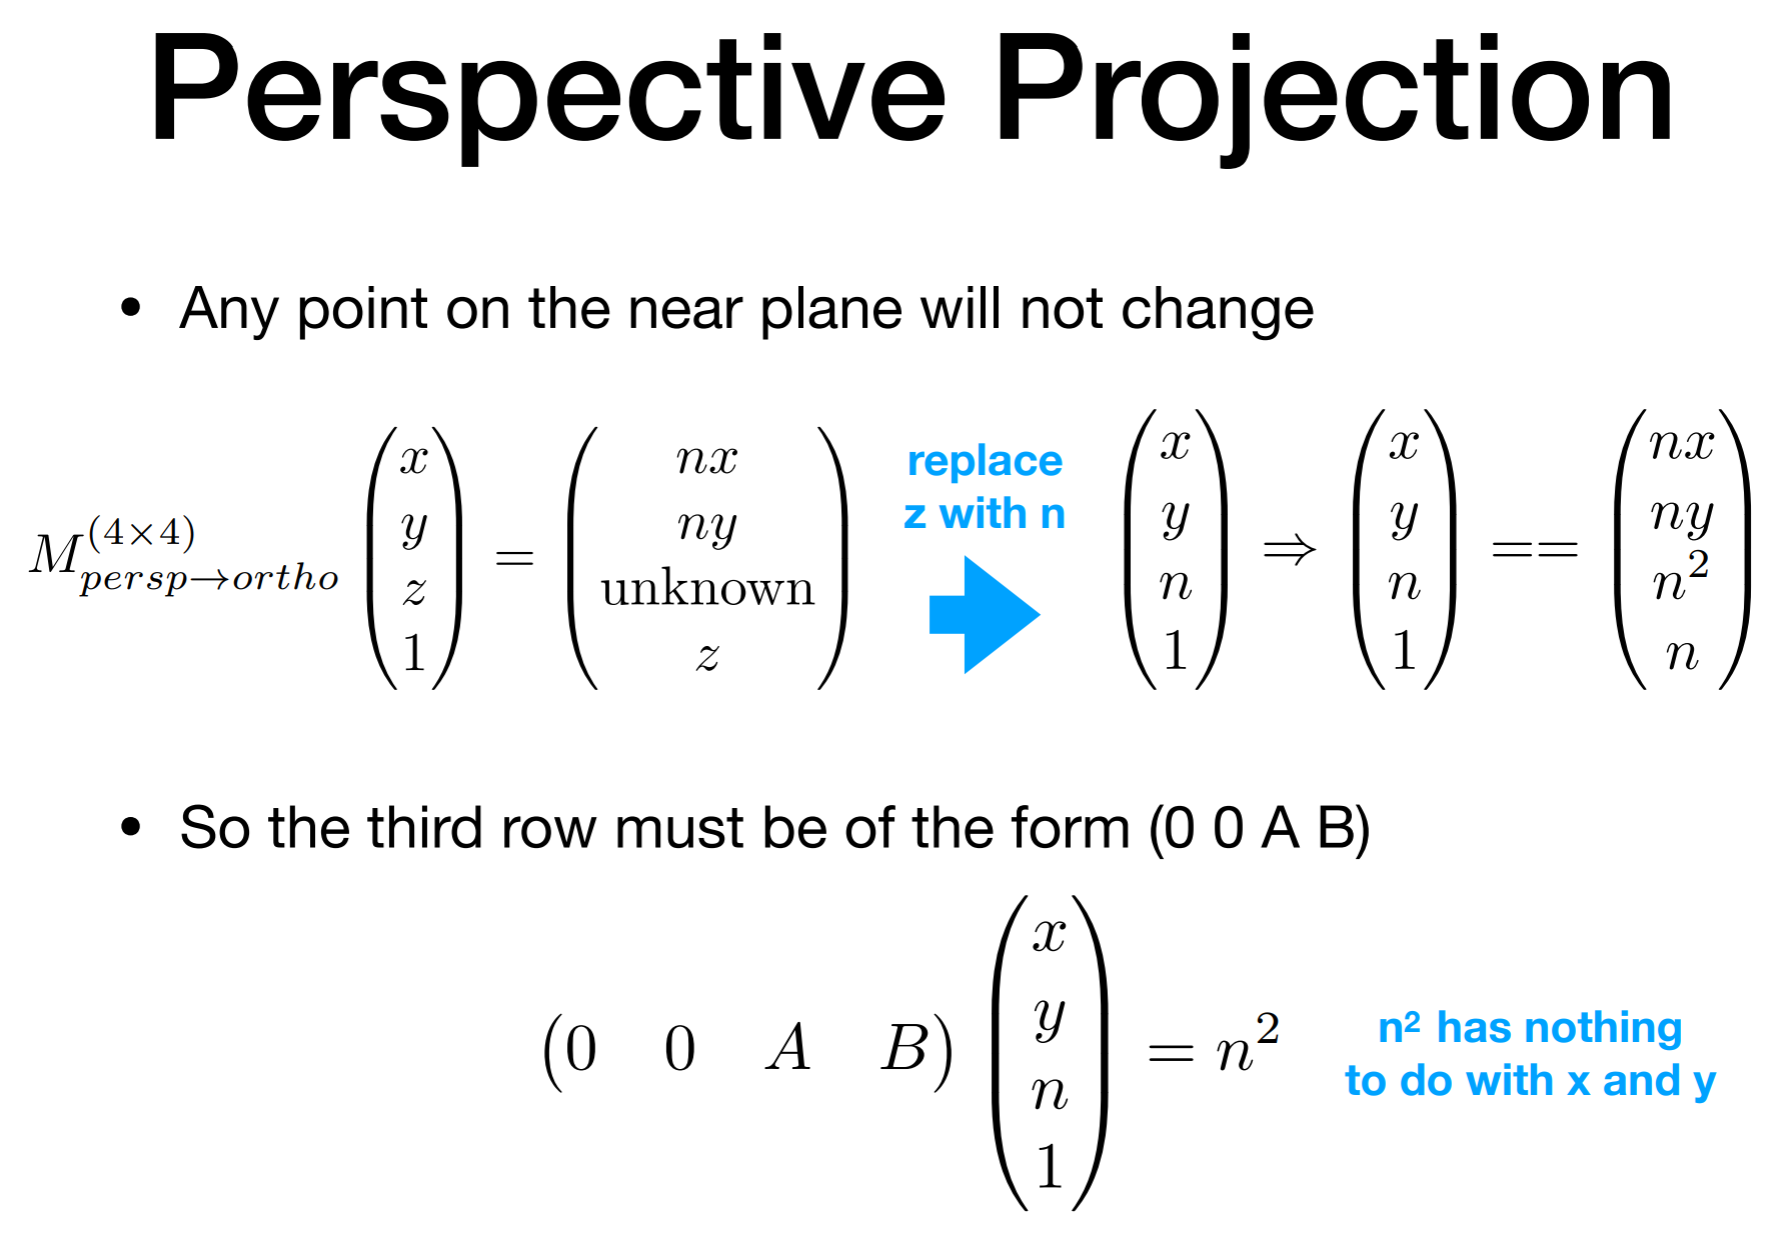 Perspective Projection
• Any point on the near plane will not change
$M_{persp \to ortho}^{(4 \times 4)} \begin{pmatrix} x \\ y \\ z \\ 1 \end{pmatrix} = \begin{pmatrix} nx \\ ny \\ \text{unknown} \\ z \end{pmatrix}$ replace z with n $\begin{pmatrix} x \\ y \\ n \\ 1 \end{pmatrix} \Rightarrow \begin{pmatrix} x \\ y \\ n \\ 1 \end{pmatrix} == \begin{pmatrix} nx \\ ny \\ n^2 \\ n \end{pmatrix}$
• So the third row must be of the form (0 0 A B)
$\begin{pmatrix} 0 & 0 & A & B \end{pmatrix} \begin{pmatrix} x \\ y \\ n \\ 1 \end{pmatrix} = n^2$
n² has nothing
to do with x and y